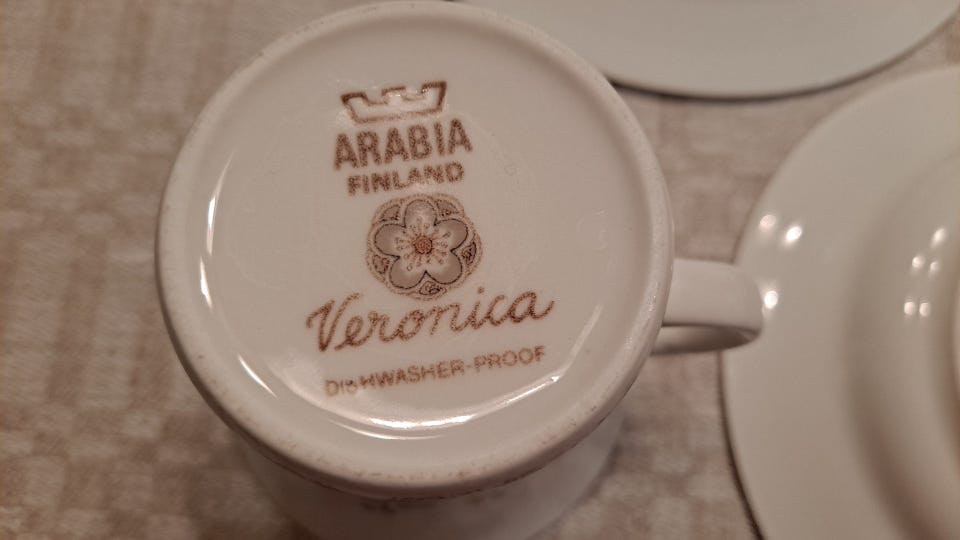 ARABIA
FINLAND
Veronica
DISHWASHER-PROOF